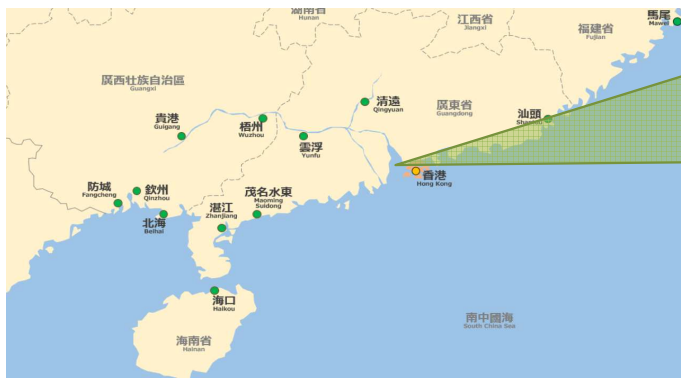 湖南省
Hunan
江西省
Jiangxi
馬尾
Mawei
福建省
Fujian
廣西壯族自治區
Guangxi
清遠
Qingyuan
廣東省
Guangdong
汕頭
貴港
Guigang
梧州
Wuzhou
雲浮
Yunfu
香港
Hong Kong
防城
Fangcheng
欽州
Qinzhou
北海
Beihai
湛江
Zhanjiang
茂名水東
Maoming
Suidong
海口
Haikou
海南省
Hainan
南中國海
South China Sea